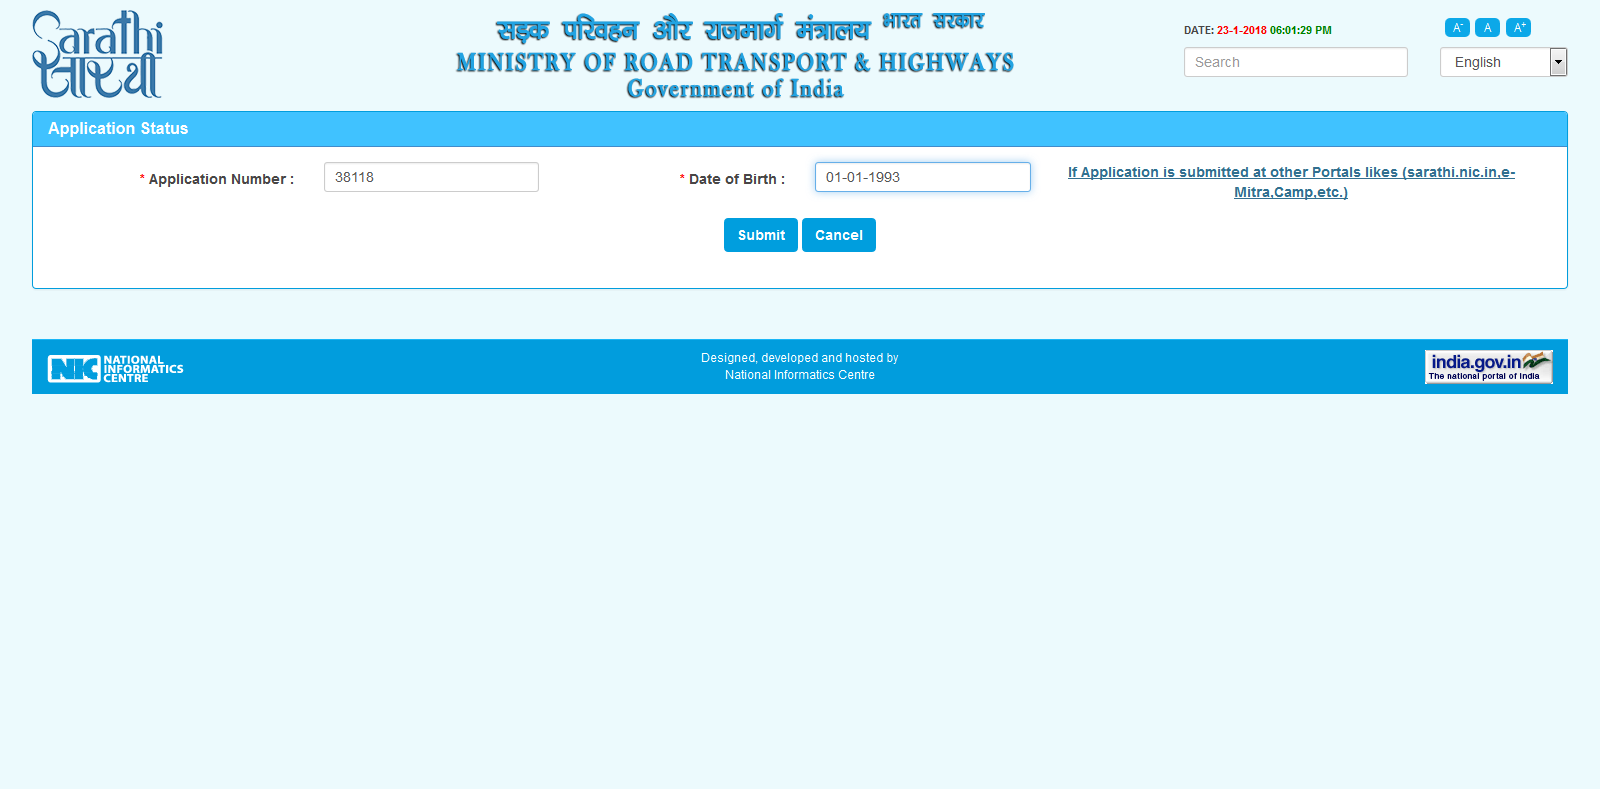 Sarathi
सारथी
सड़क परिवहन और राजमार्ग मंत्रालय भारत सरकार
MINISTRY OF ROAD TRANSPORT & HIGHWAYS
Government of India
DATE: 23-1-2018 06:01:29 PM
A- A A+
Search
English
Application Status
* Application Number : 38118
* Date of Birth : 01-01-1993
If Application is submitted at other Portals likes (sarathi.nic.in,e-
Mitra,Camp,etc.)
Submit Cancel
NIC NATIONAL
INFORMATICS
CENTRE
Designed, developed and hosted by
National Informatics Centre
india.gov.in
The national portal of India